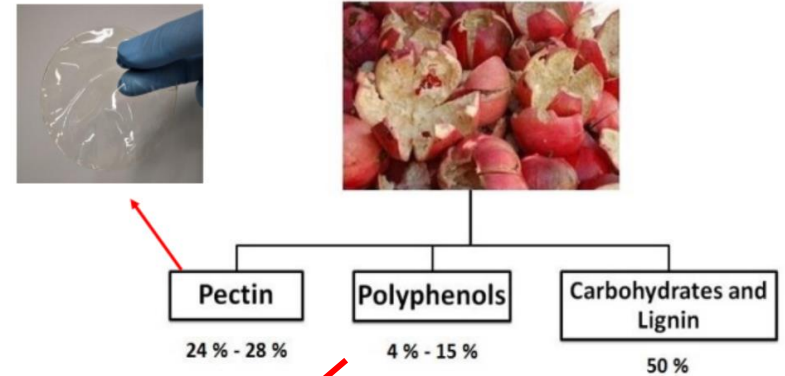 Pectin
Polyphenols
Carbohydrates and
Lignin
24 % - 28 %
4 % - 15 %
50 %